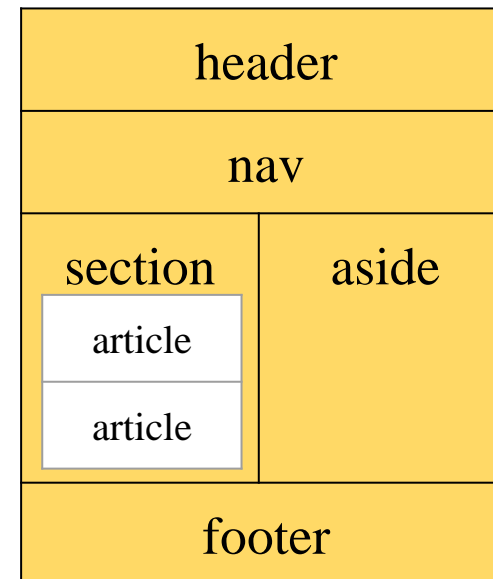 header
nav
section
aside
article
article
footer